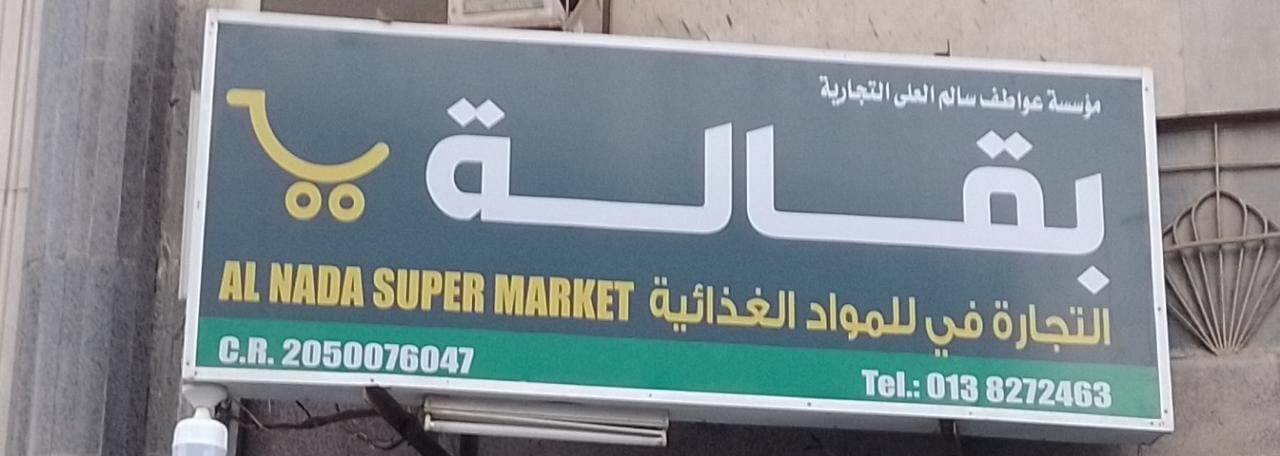 مؤسسة عواطف سالم العلى التجارية
بقالة
التجارة في للمواد الغذائية AL NADA SUPER MARKET
C.R. 2050076047
Tel.: 013 8272463